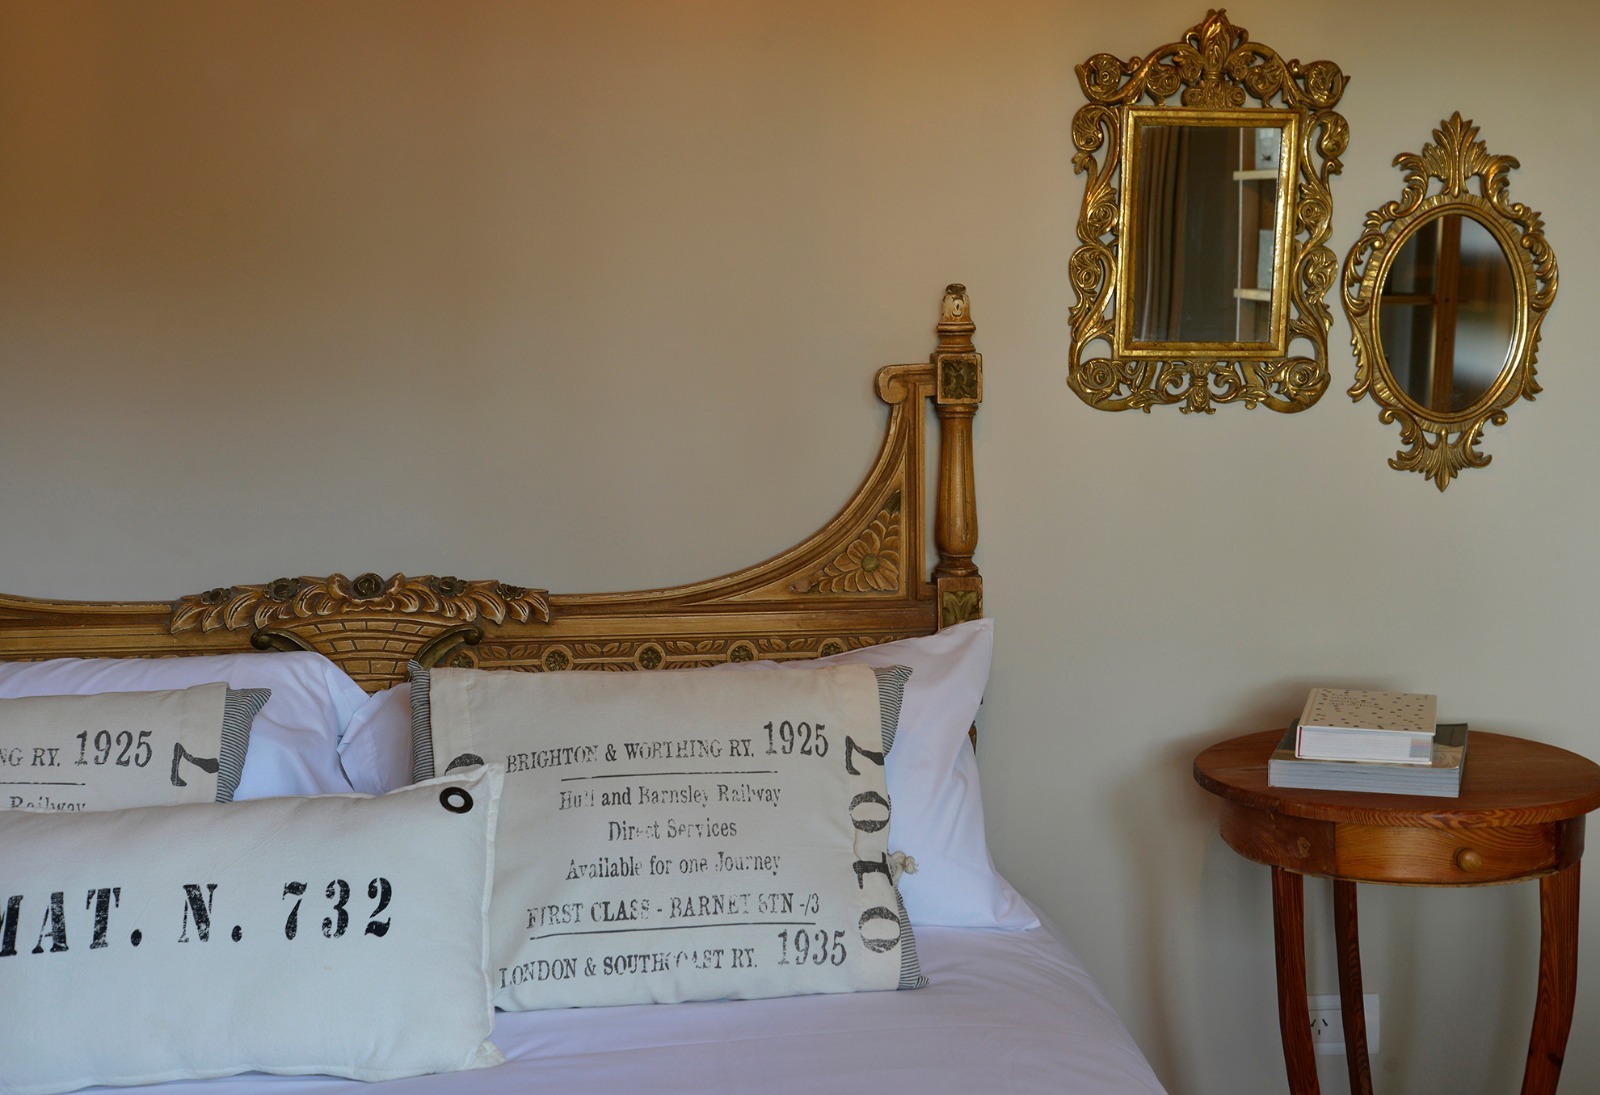 NG RY. 1925
7
Railway
MAT. N. 732
BRIGHTON & WORTHING RY. 1925
Hull and Barnsley Railway
Direct Services
Available for one Journey
FIRST CLASS - BARNET STN -/3
LONDON & SOUTHCOAST RY. 1935
0107